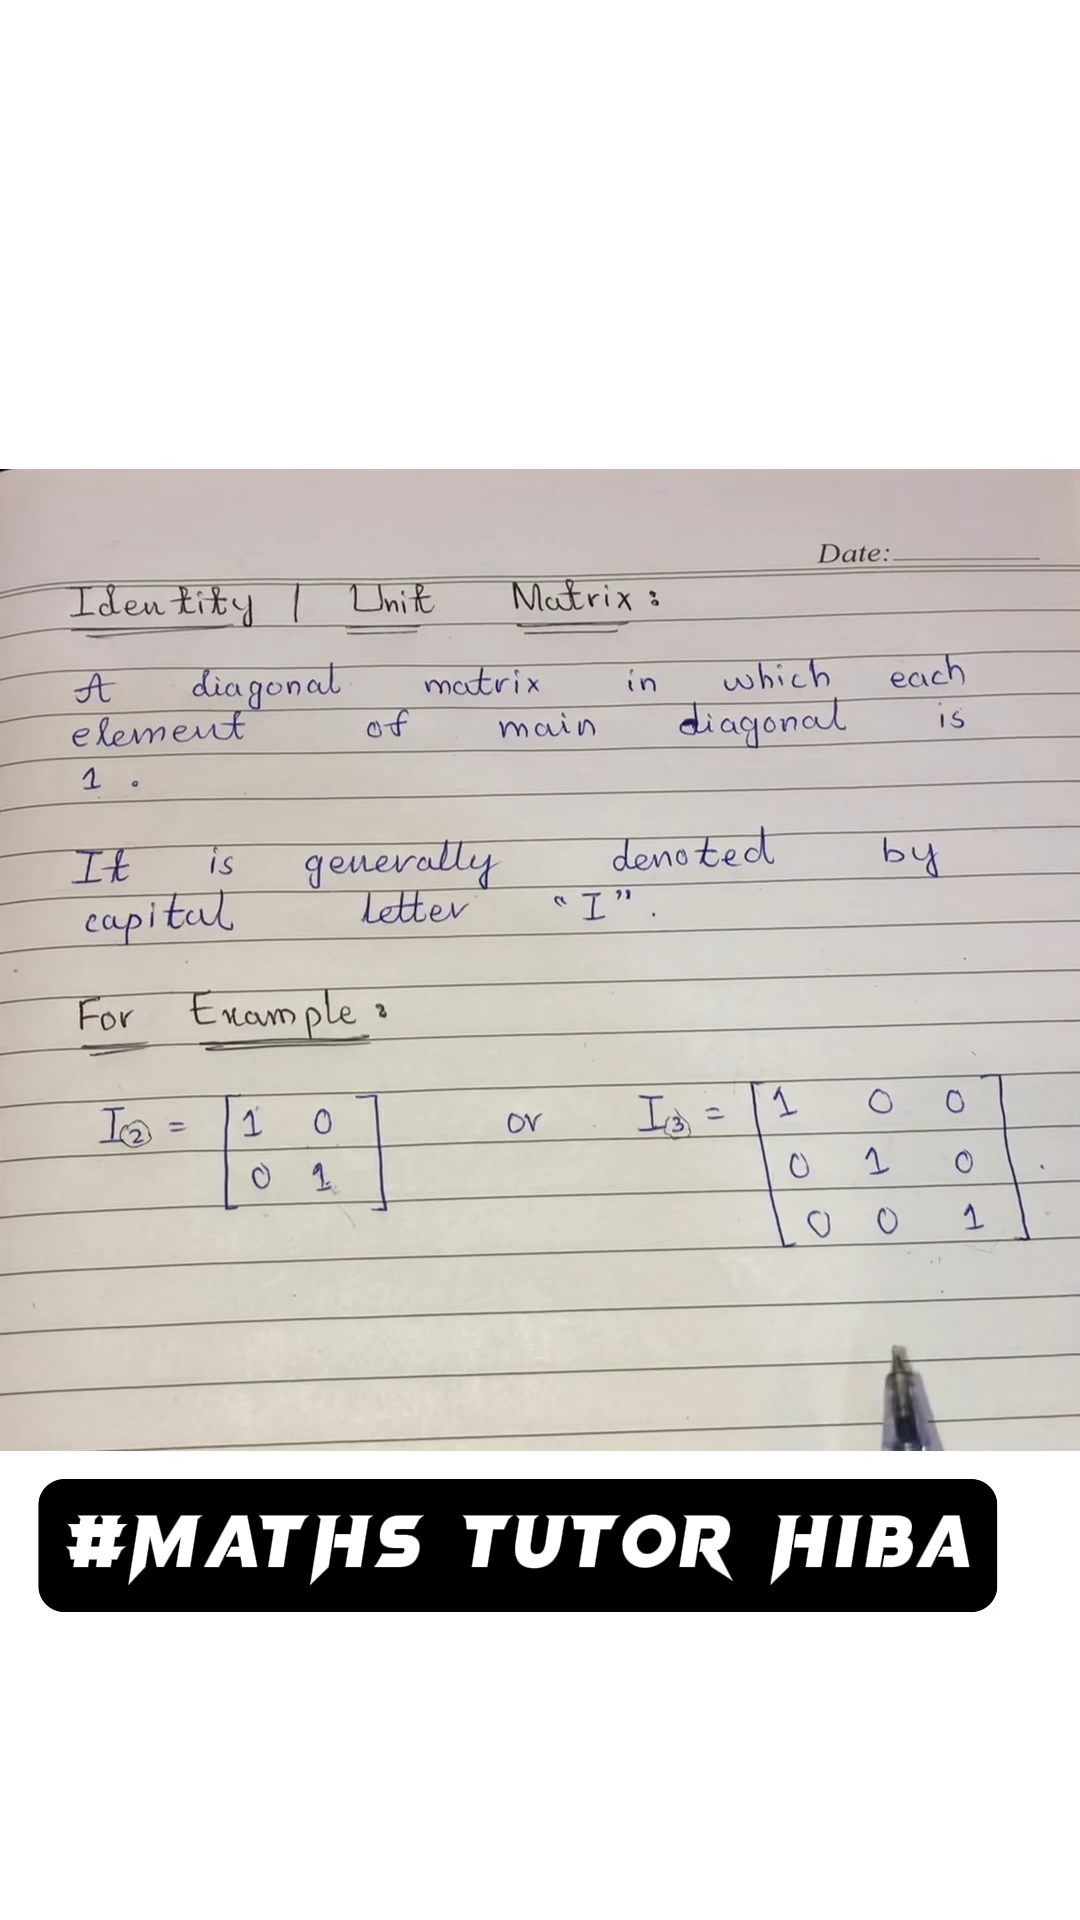 Date:
Identity / Unit Matrix:
A diagonal matrix in which each
element of main diagonal is
1 .
It is generally denoted by
capital letter "I".
For Example:
I② = [1 0 or I③ = [1 0 0
0 1] 0 1 0
0 0 1] .
#MATHS TUTOR HIBA